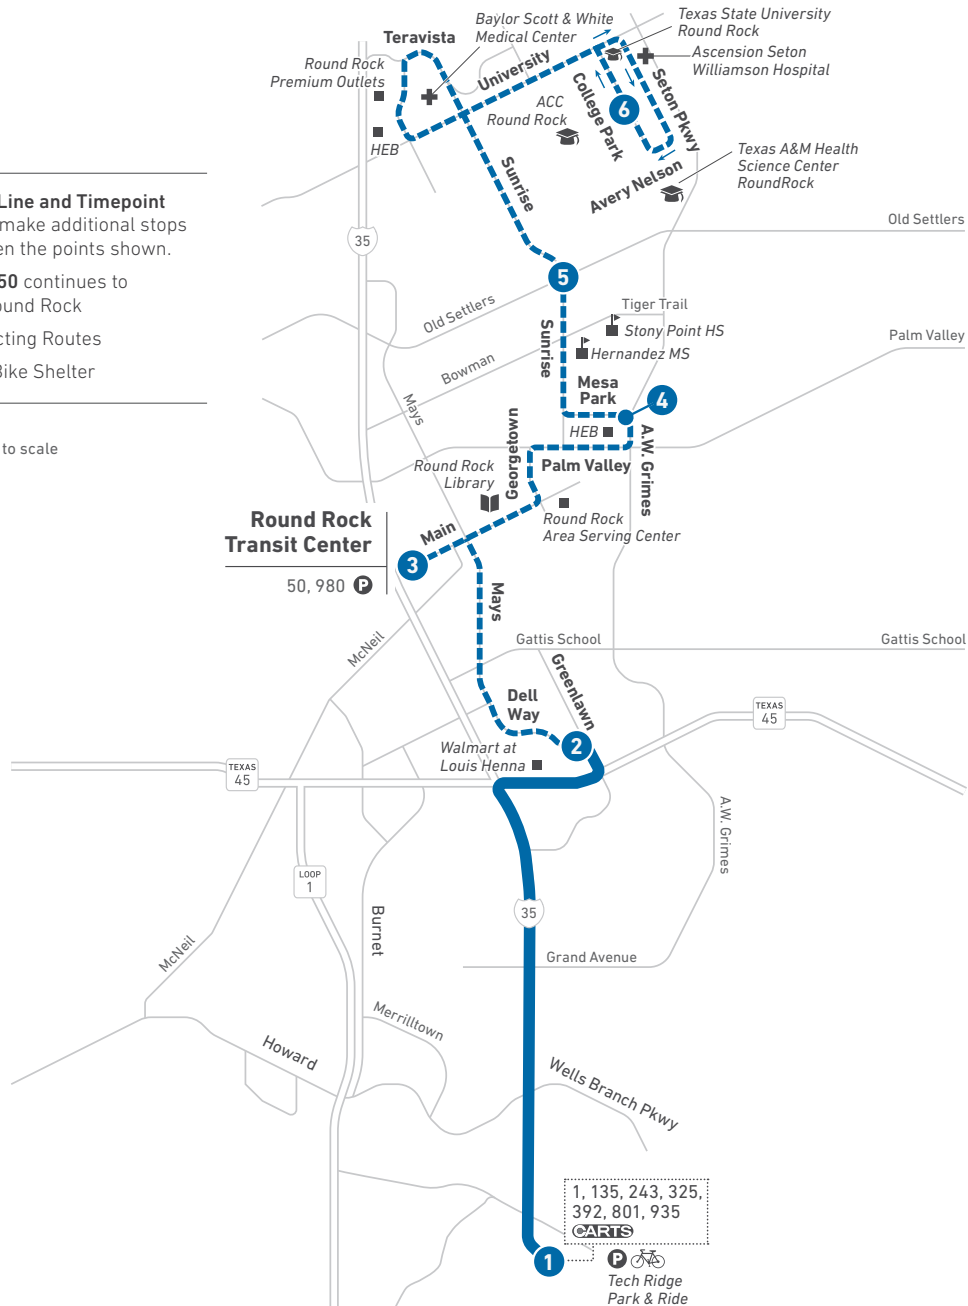 Baylor Scott & White
Medical Center
Texas State University
Round Rock
Teravista
Round Rock
Premium Outlets
University
Ascension Seton
Williamson Hospital
Seton Pkwy
College Park
6
ACC
Round Rock
HEB
Texas A&M Health
Science Center
RoundRock
Avery Nelson
Sunrise
Line and Timepoint
make additional stops
en the points shown.
50 continues to
ound Rock
cting Routes
Bike Shelter
to scale
35
Old Settlers
5
Old Settlers
Tiger Trail
Stony Point HS
Hernandez MS
Sunrise
Palm Valley
Bowman
Mesa
Park
4
Mays
HEB
A.W. Grimes
Georgetown
Palm Valley
Round Rock
Library
Round Rock
Area Serving Center
Round Rock
Transit Center
Main
3
50, 980 P
Mays
McNeil
Gattis School
Gattis School
Greenlawn
Dell
Way
2
Walmart at
Louis Henna
TEXAS
45
TEXAS
45
A.W. Grimes
LOOP
1
35
Burnet
McNeil
Grand Avenue
Merrilltown
Howard
Wells Branch Pkwy
1, 135, 243, 325,
392, 801, 935
CARTS
1
P
Tech Ridge
Park & Ride